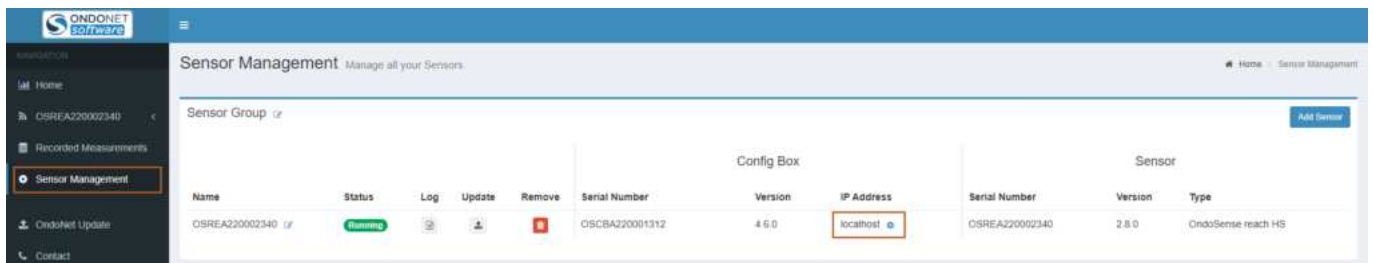 ONDONET
software
NAVIGATION
Home
OSREA220002340
Recorded Measurements
Sensor Management
OndoNet Update
Contact
Sensor Management Manage all your Sensors
Home Sensor Management
Sensor Group
Add Sensor
Config Box Sensor
Name Status Log Update Remove Serial Number Version IP Address Serial Number Version Type
OSREA220002340 Running OSCBA220001312 4.6.0 localhost OSREA220002340 2.8.0 OndoSense reach HS